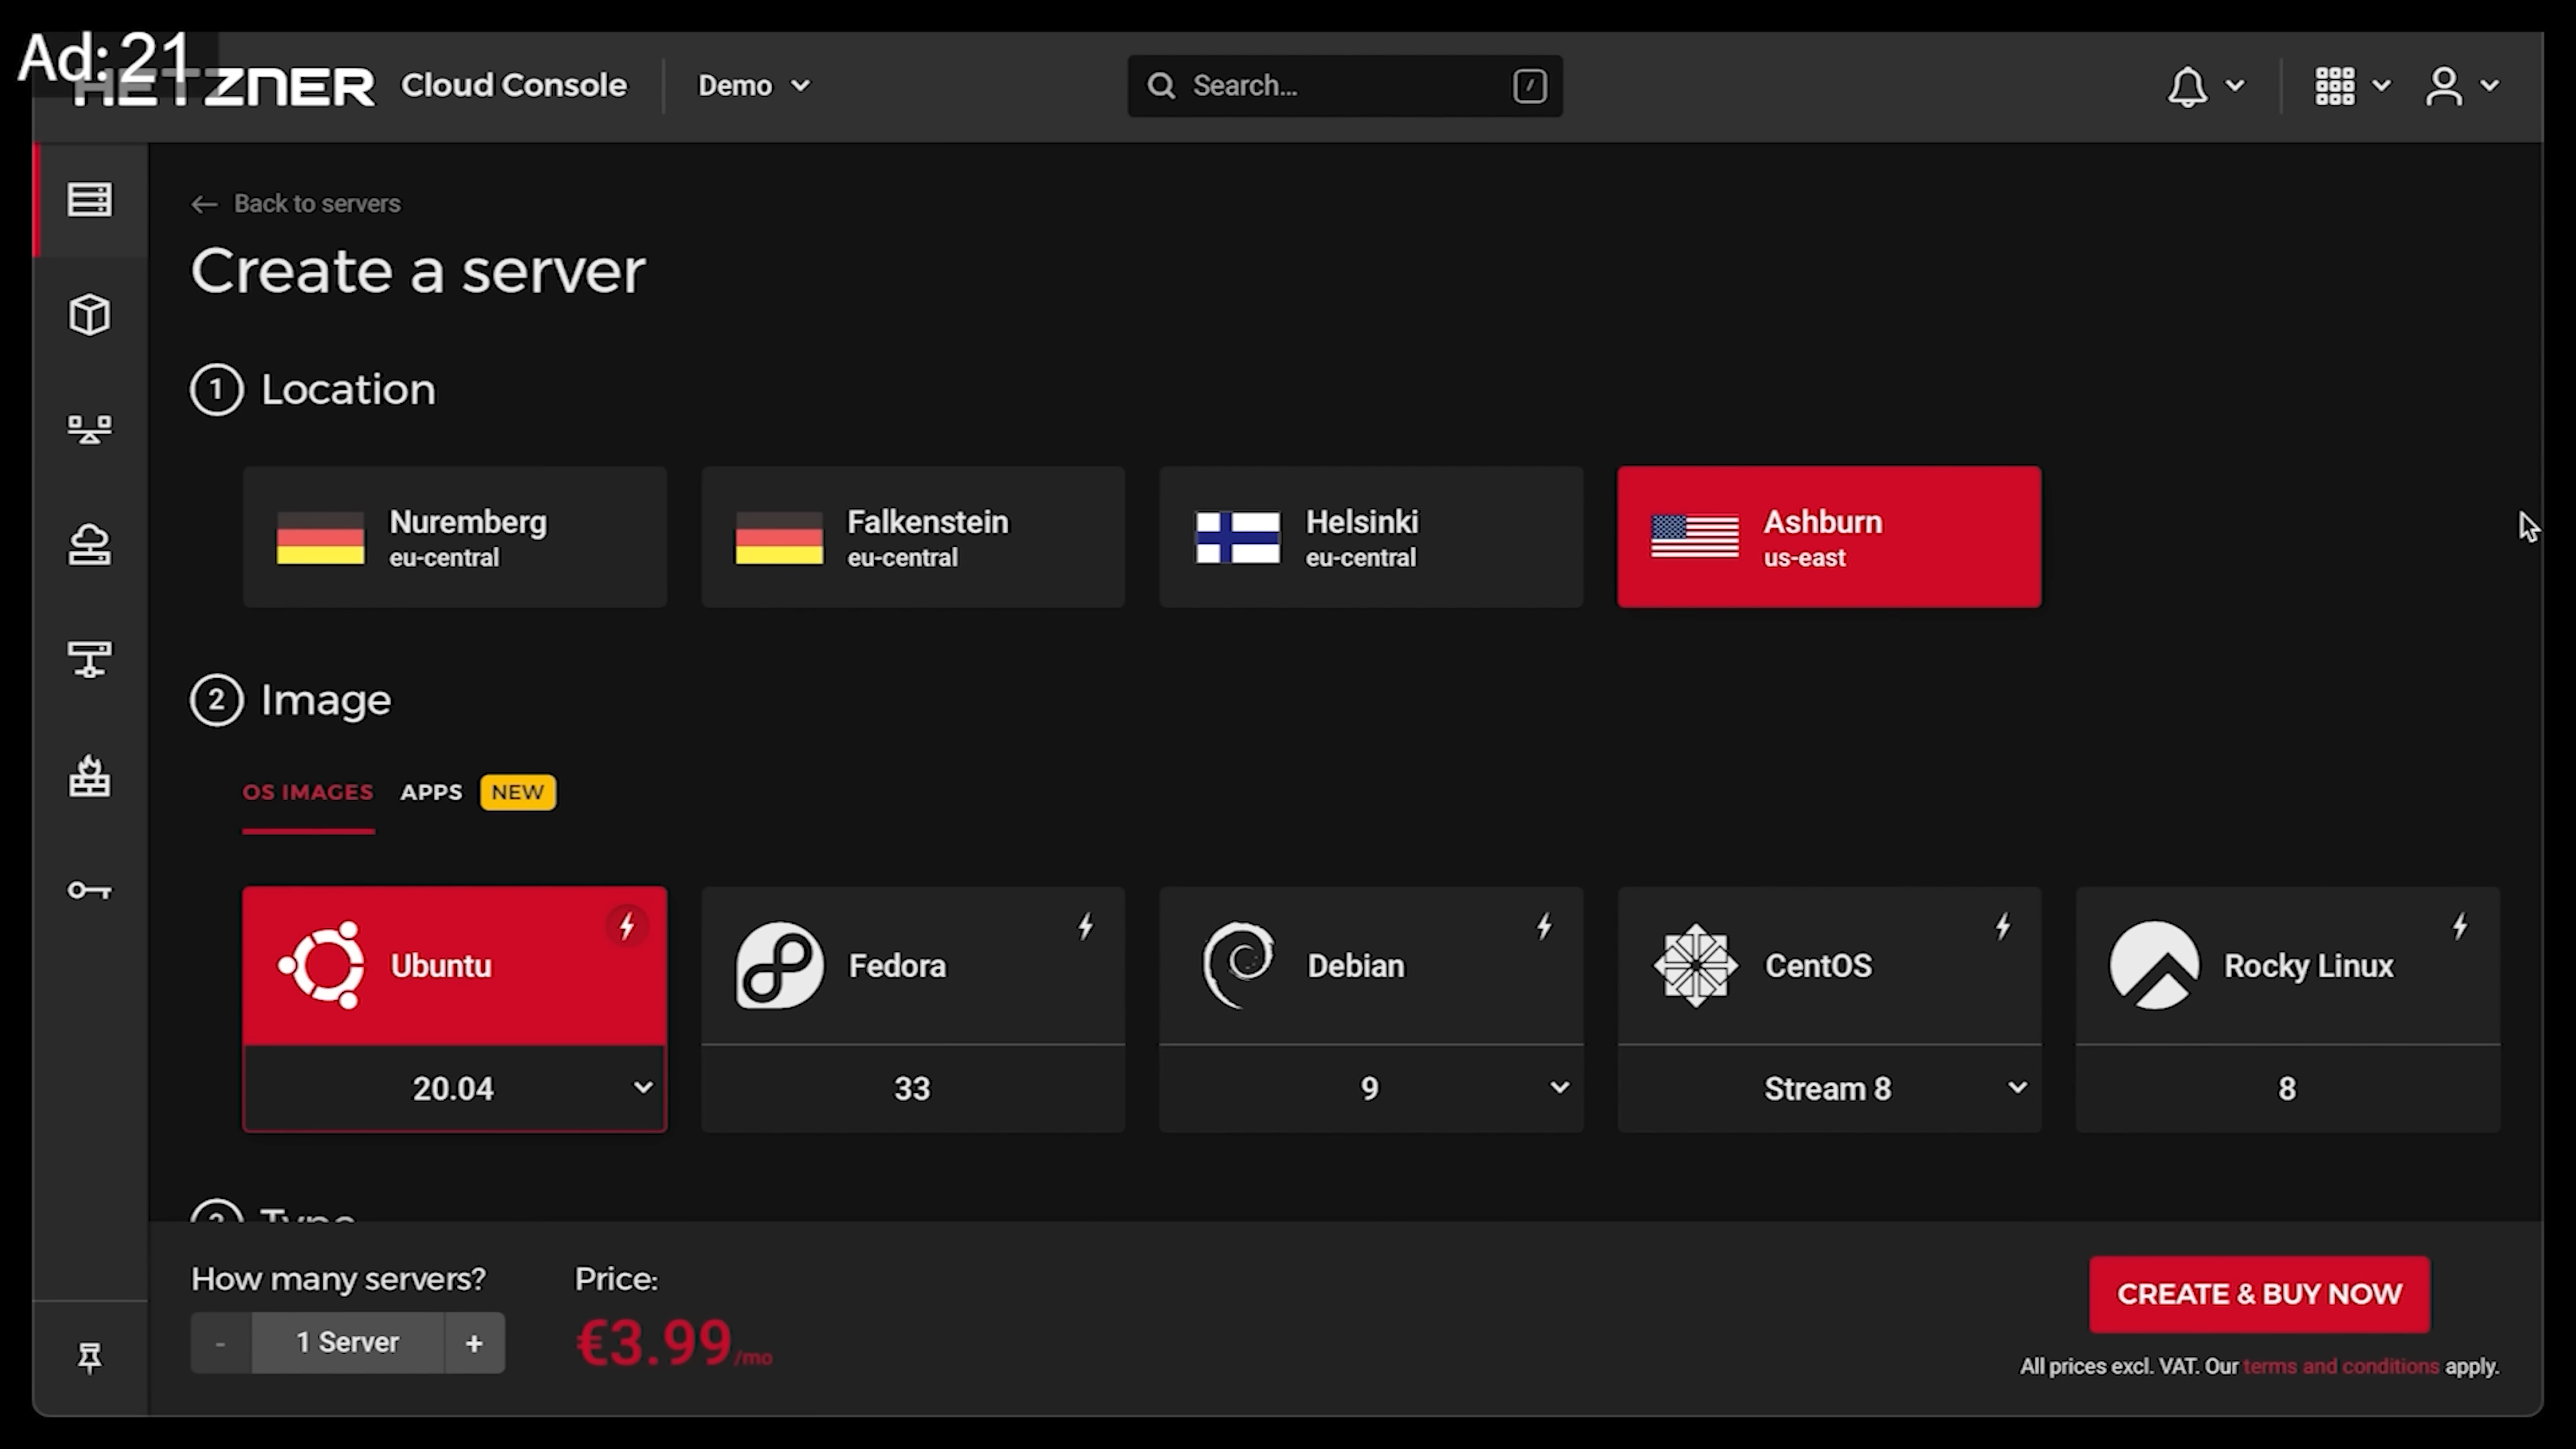 Ad: 21
HETZNER Cloud Console Demo Search... /
Back to servers
Create a server
1 Location
Nuremberg
eu-central
Falkenstein
eu-central
Helsinki
eu-central
Ashburn
us-east
2 Image
OS IMAGES APPS NEW
Ubuntu
20.04
Fedora
33
Debian
9
CentOS
Stream 8
Rocky Linux
8
3 Type
How many servers?
- 1 Server +
Price:
€3.99/mo
CREATE & BUY NOW
All prices excl. VAT. Our terms and conditions apply.